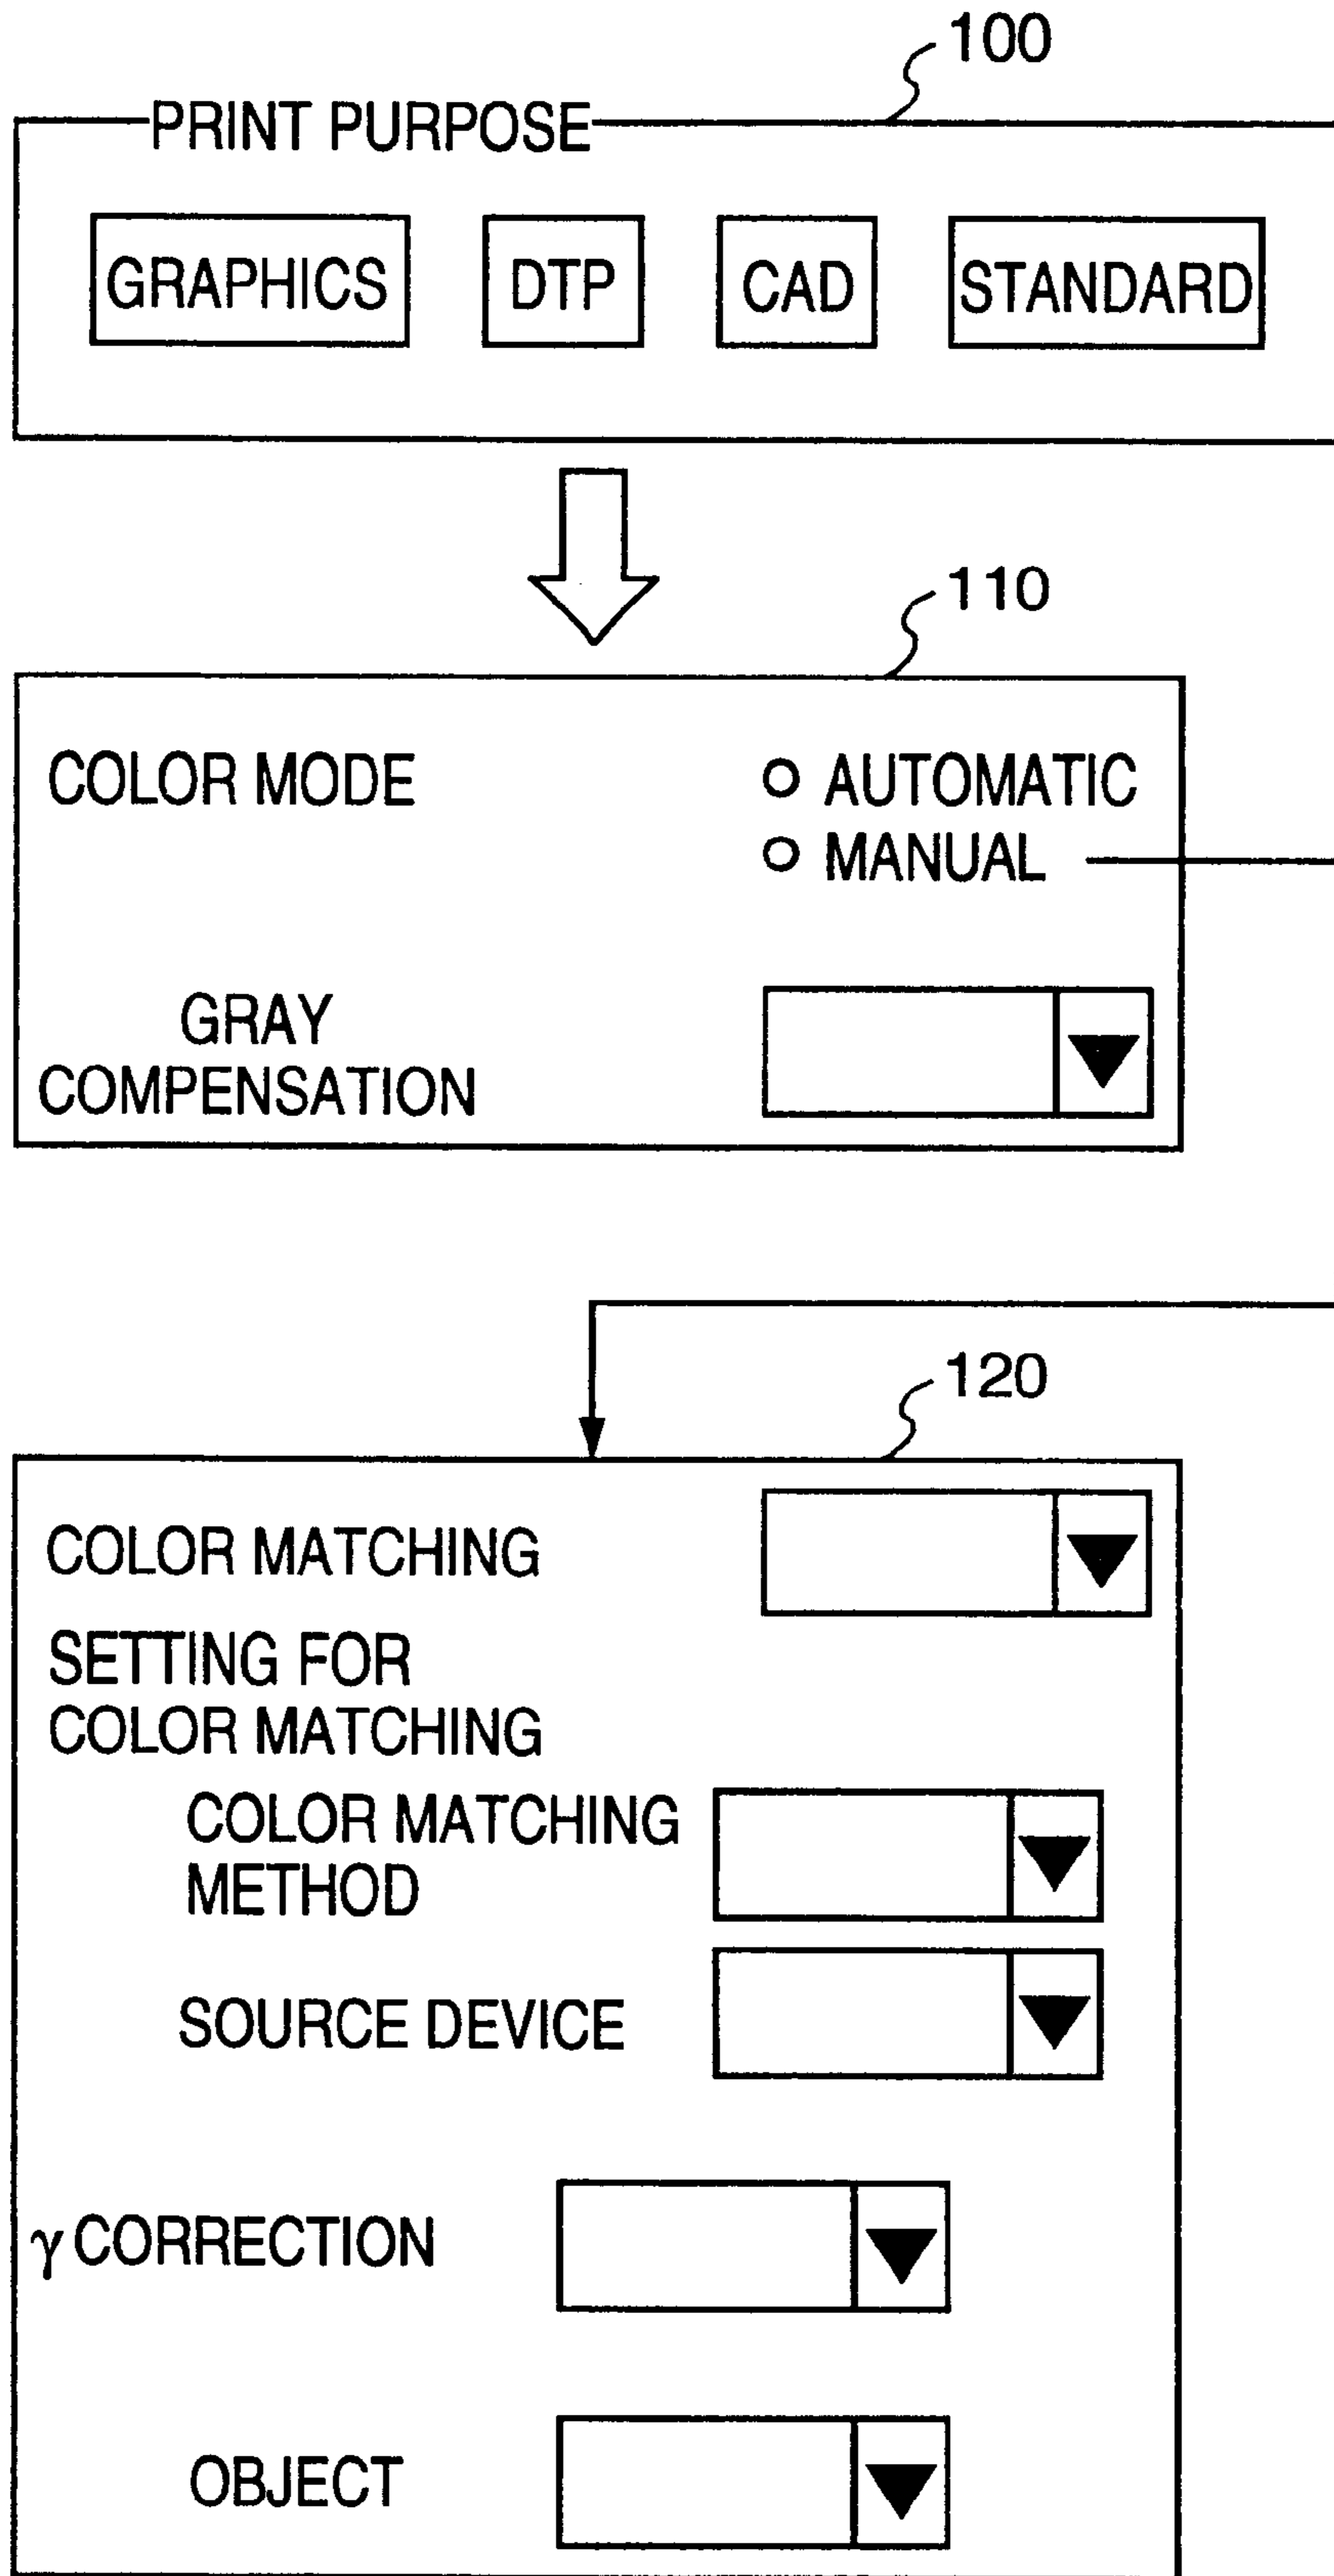 100
PRINT PURPOSE
GRAPHICS DTP CAD STANDARD
110
COLOR MODE AUTOMATIC
MANUAL
GRAY
COMPENSATION
120
COLOR MATCHING
SETTING FOR
COLOR MATCHING
COLOR MATCHING
METHOD
SOURCE DEVICE
γ CORRECTION
OBJECT